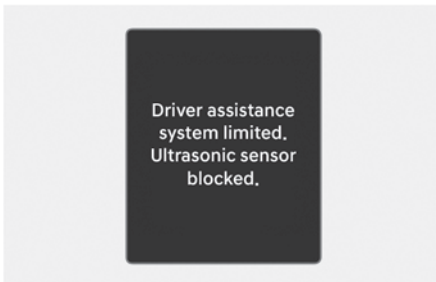 Driver assistance
system limited.
Ultrasonic sensor
blocked.